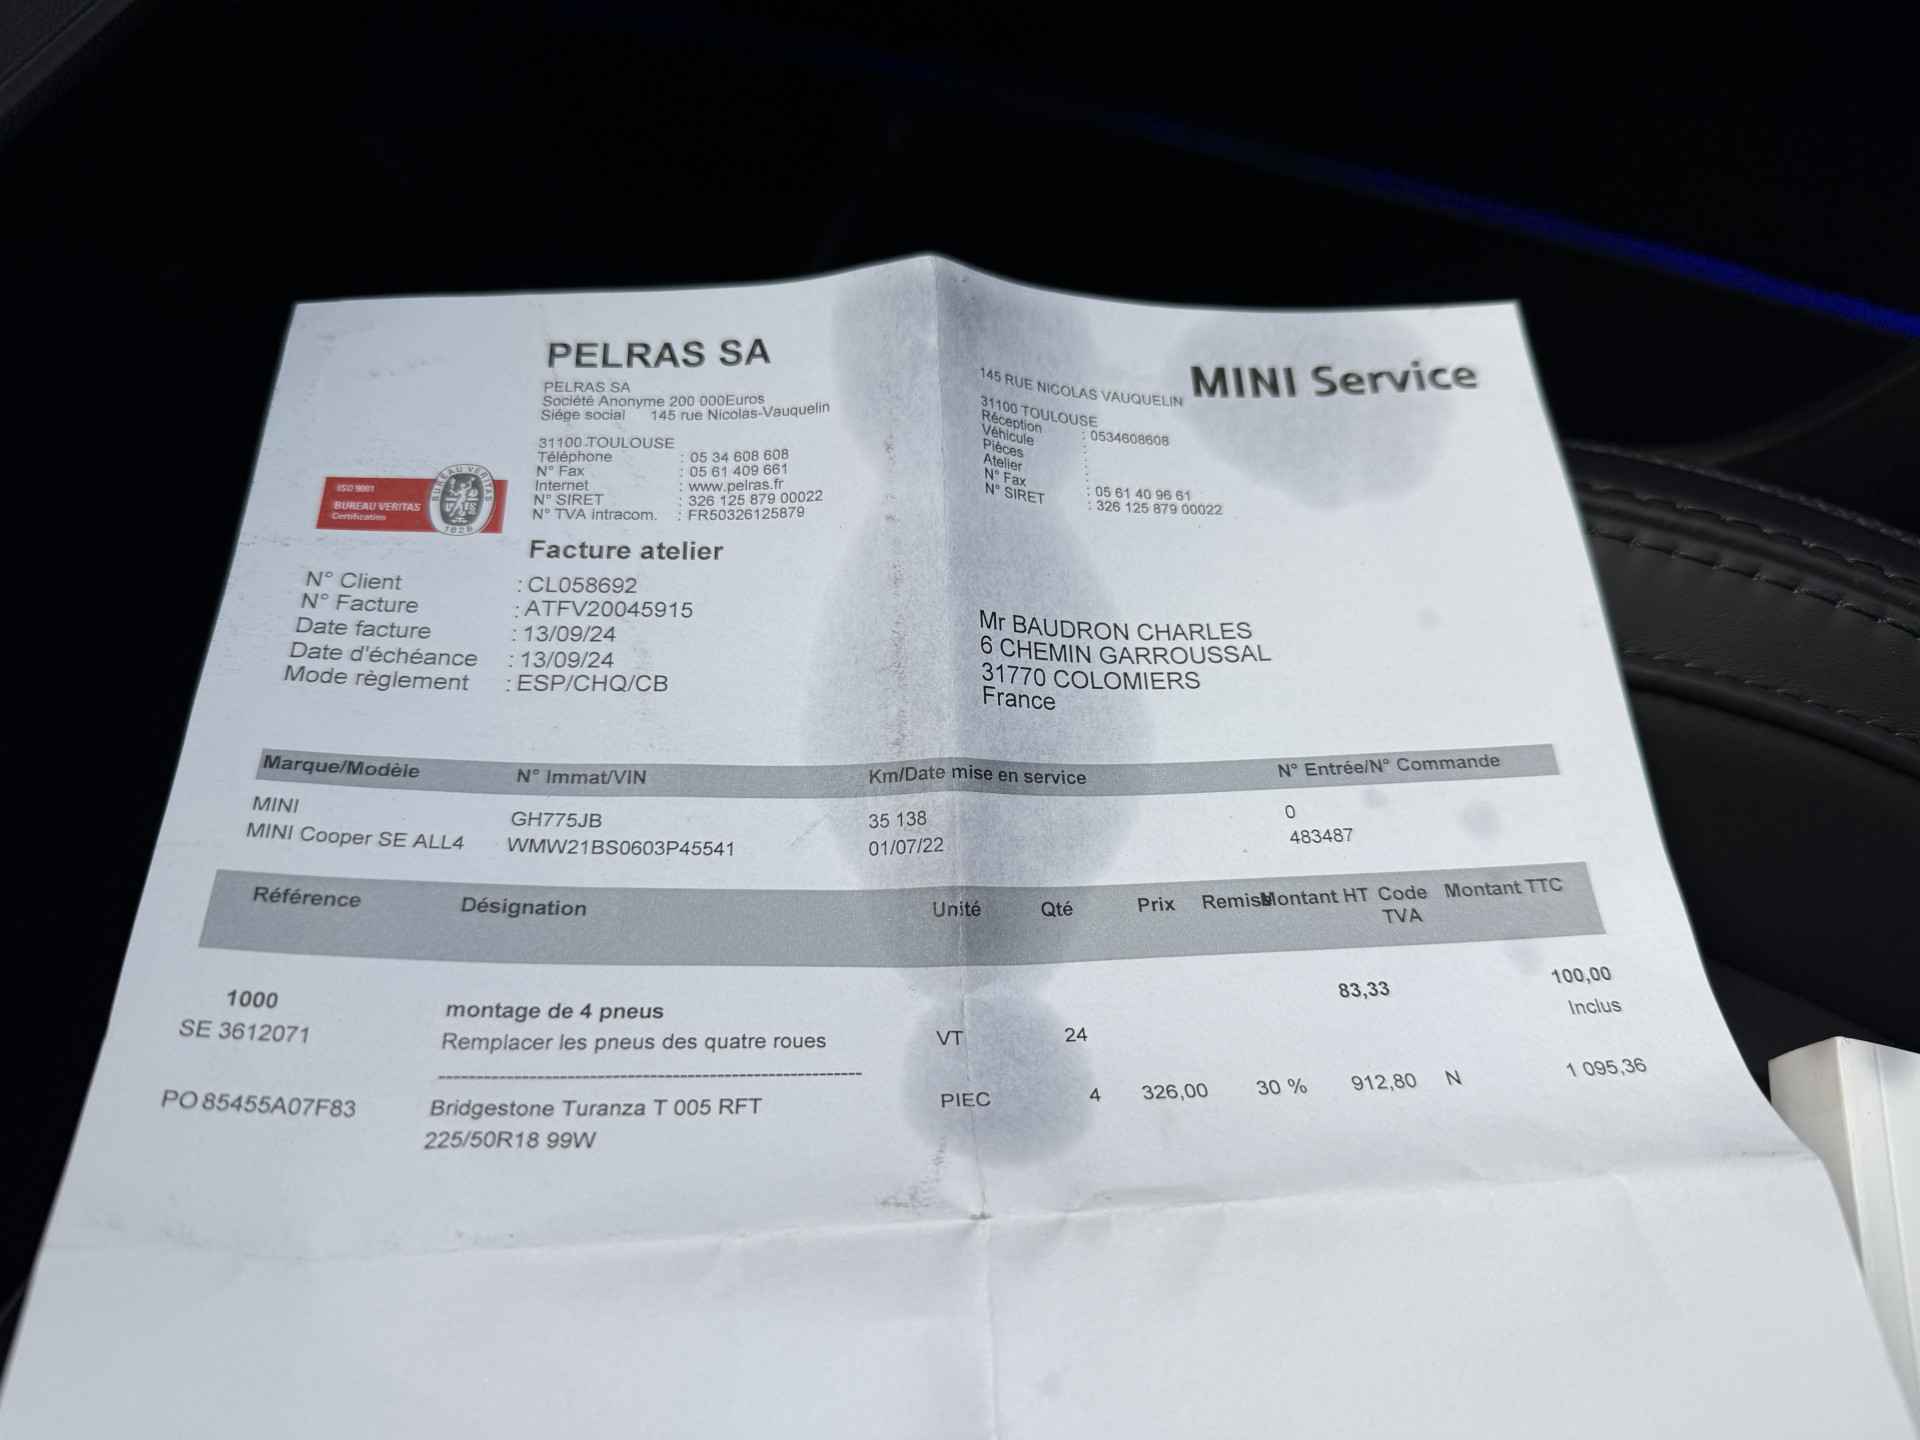 PELRAS SA
PELRAS SA
Société Anonyme 200 000Euros
Siége social 145 rue Nicolas-Vauquelin
31100 TOULOUSE
Téléphone : 05 34 608 608
N° Fax : 05 61 409 661
Internet : www.pelras.fr
N° SIRET : 326 125 879 00022
N° TVA intracom. : FR50326125879
MINI Service
145 RUE NICOLAS VAUQUELIN
31100 TOULOUSE
Réception : 0534608608
Véhicule :
Pièces :
Atelier :
N° Fax : 05 61 40 96 61
N° SIRET : 326 125 879 00022
ISO 9001
BUREAU VERITAS
Certification
BUREAU VERITAS
1828
Facture atelier
N° Client : CL058692
N° Facture : ATFV20045915
Date facture : 13/09/24
Date d'échéance : 13/09/24
Mode règlement : ESP/CHQ/CB
Mr BAUDRON CHARLES
6 CHEMIN GARROUSSAL
31770 COLOMIERS
France
Marque/Modèle N° Immat/VIN Km/Date mise en service N° Entrée/N° Commande
MINI GH775JB 35 138 0
MINI Cooper SE ALL4 WMW21BS0603P45541 01/07/22 483487
Référence Désignation Unité Qté Prix Remise Montant HT Code TVA Montant TTC
1000 montage de 4 pneus 83,33 100,00
SE 3612071 Remplacer les pneus des quatre roues VT 24 Inclus
PO 85455A07F83 Bridgestone Turanza T 005 RFT PIEC 4 326,00 30 % 912,80 N 1 095,36
225/50R18 99W